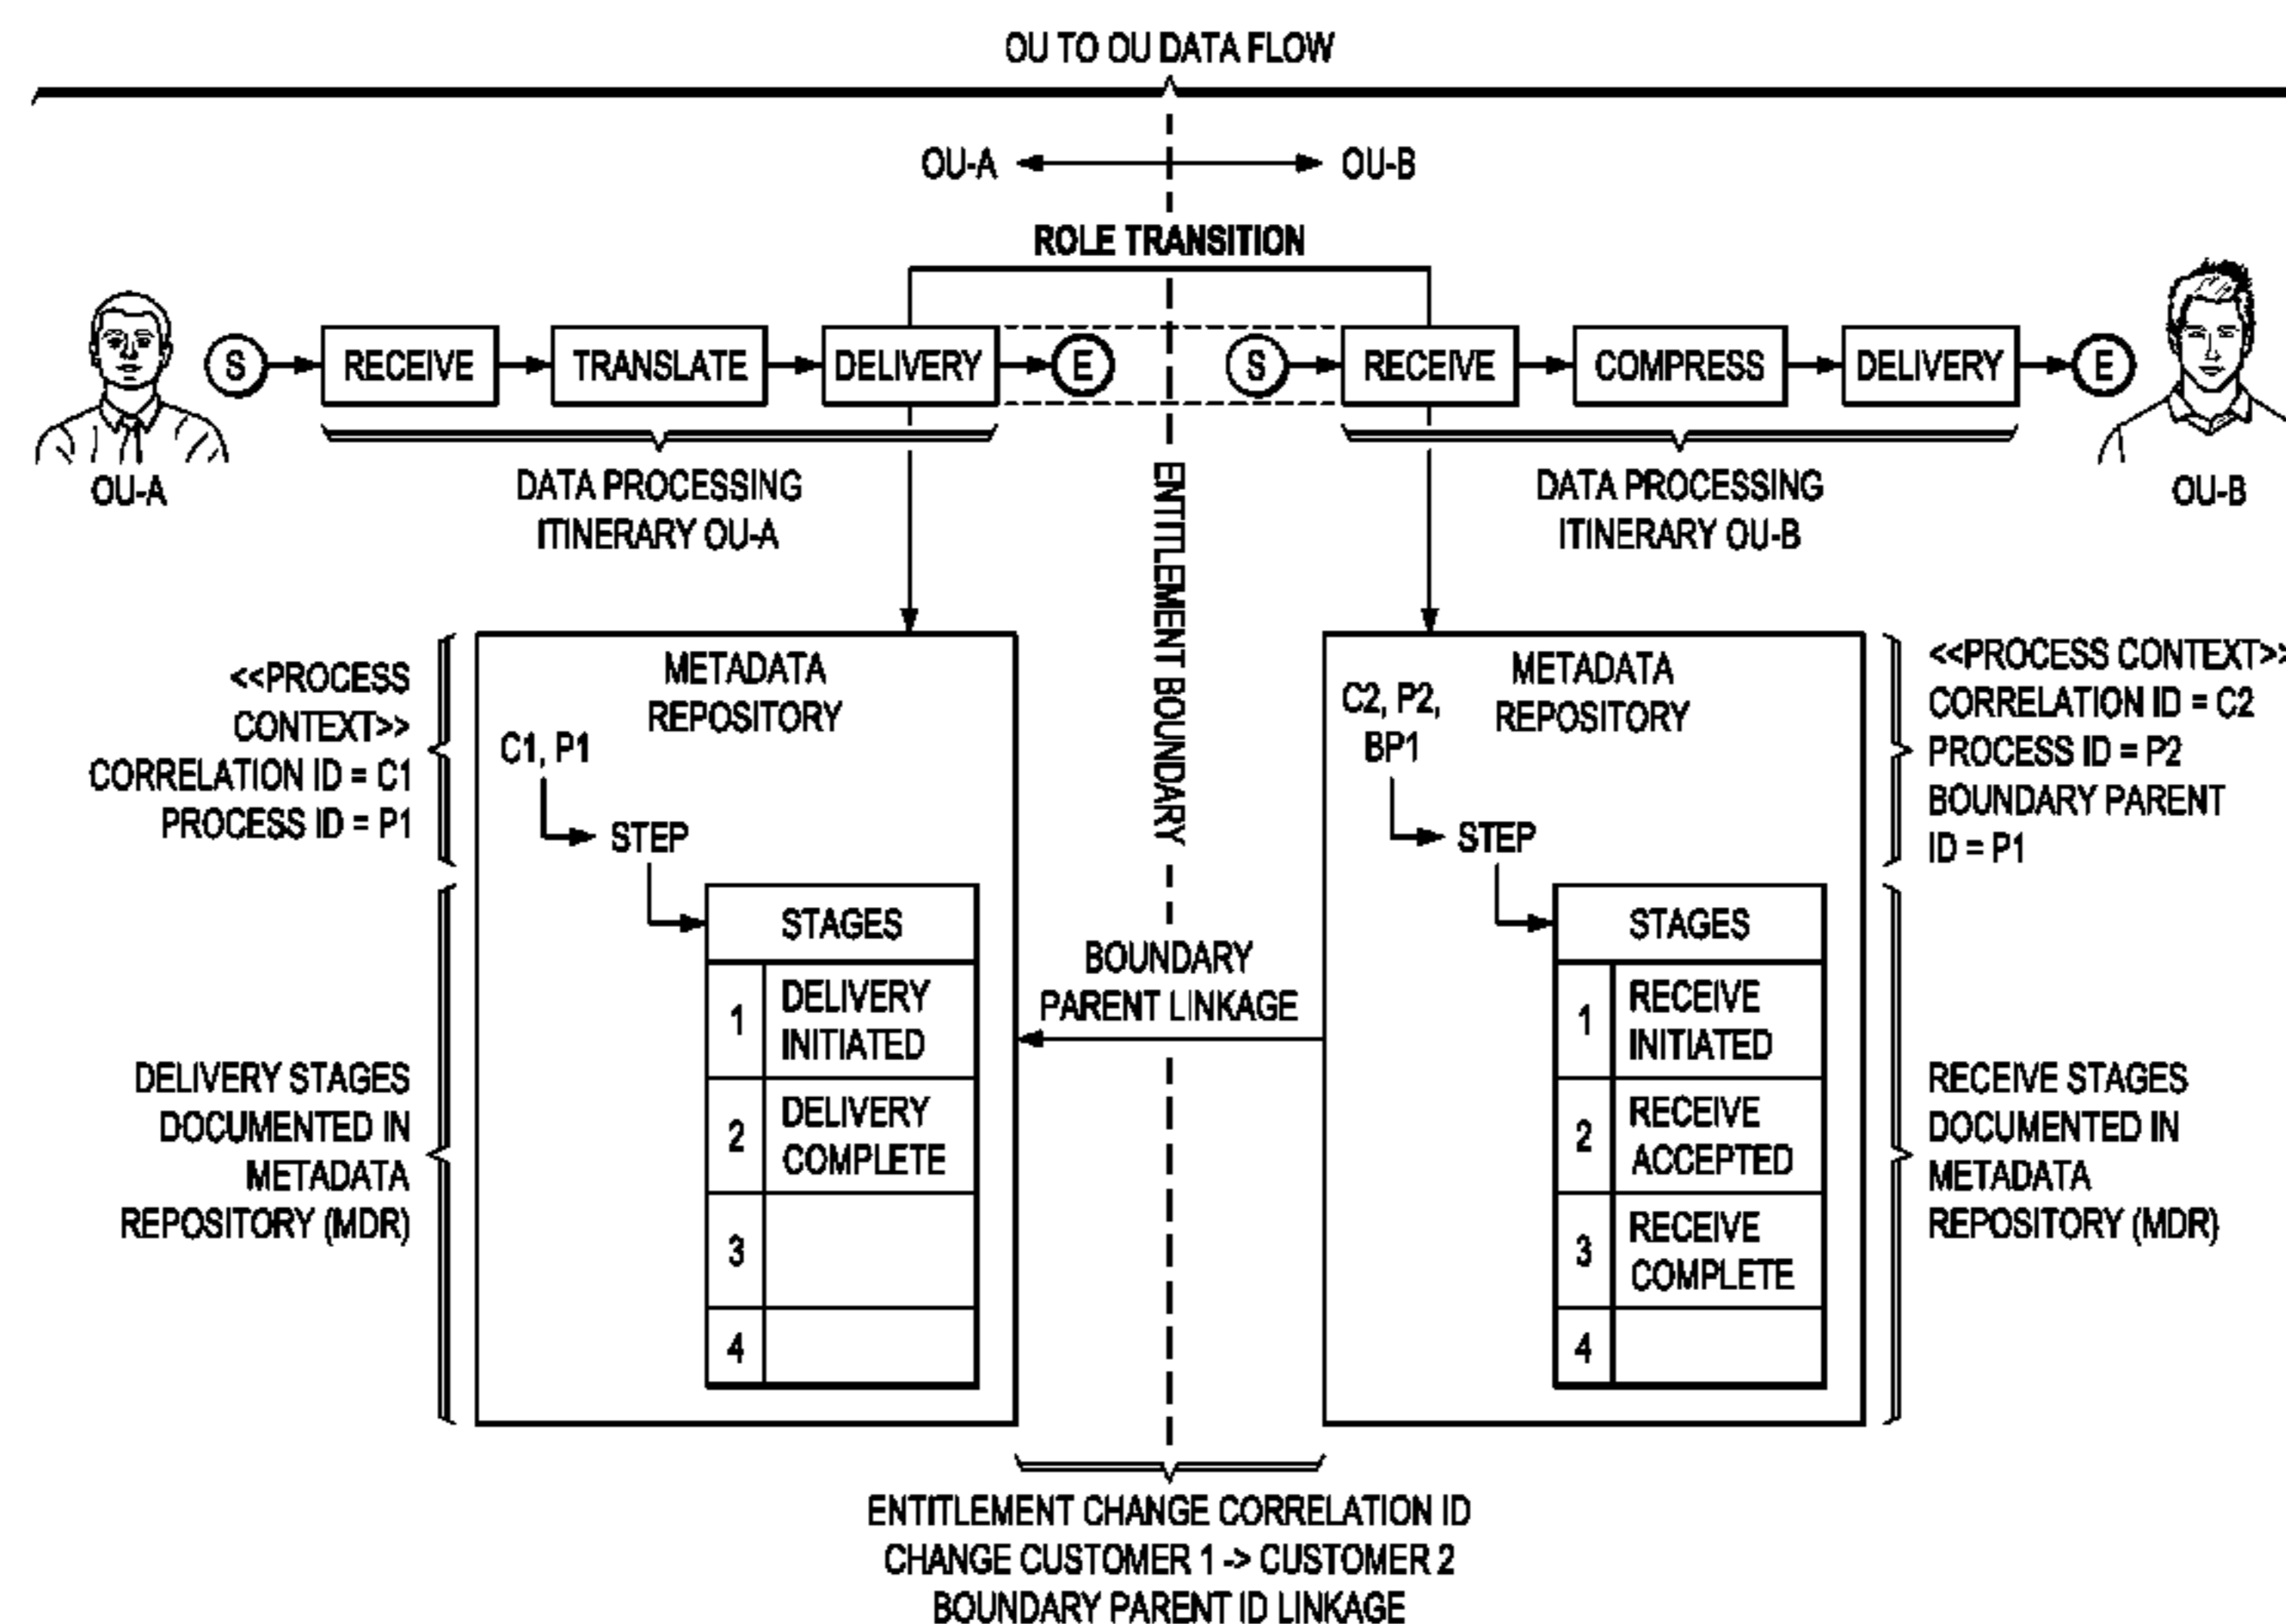 OU TO OU DATA FLOW
OU-A
OU-B
ROLE TRANSITION
S
RECEIVE
TRANSLATE
DELIVERY
E
S
RECEIVE
COMPRESS
DELIVERY
E
OU-A
DATA PROCESSING
ITINERARY OU-A
DATA PROCESSING
ITINERARY OU-B
OU-B
ENTITLEMENT BOUNDARY
<<PROCESS
CONTEXT>>
CORRELATION ID = C1
PROCESS ID = P1
METADATA
REPOSITORY
C1, P1
STEP
STAGES
1
DELIVERY
INITIATED
2
DELIVERY
COMPLETE
3
4
DELIVERY STAGES
DOCUMENTED IN
METADATA
REPOSITORY (MDR)
BOUNDARY
PARENT LINKAGE
METADATA
REPOSITORY
C2, P2,
BP1
STEP
STAGES
1
RECEIVE
INITIATED
2
RECEIVE
ACCEPTED
3
RECEIVE
COMPLETE
4
<<PROCESS CONTEXT>>
CORRELATION ID = C2
PROCESS ID = P2
BOUNDARY PARENT
ID = P1
RECEIVE STAGES
DOCUMENTED IN
METADATA
REPOSITORY (MDR)
ENTITLEMENT CHANGE CORRELATION ID
CHANGE CUSTOMER 1 -> CUSTOMER 2
BOUNDARY PARENT ID LINKAGE